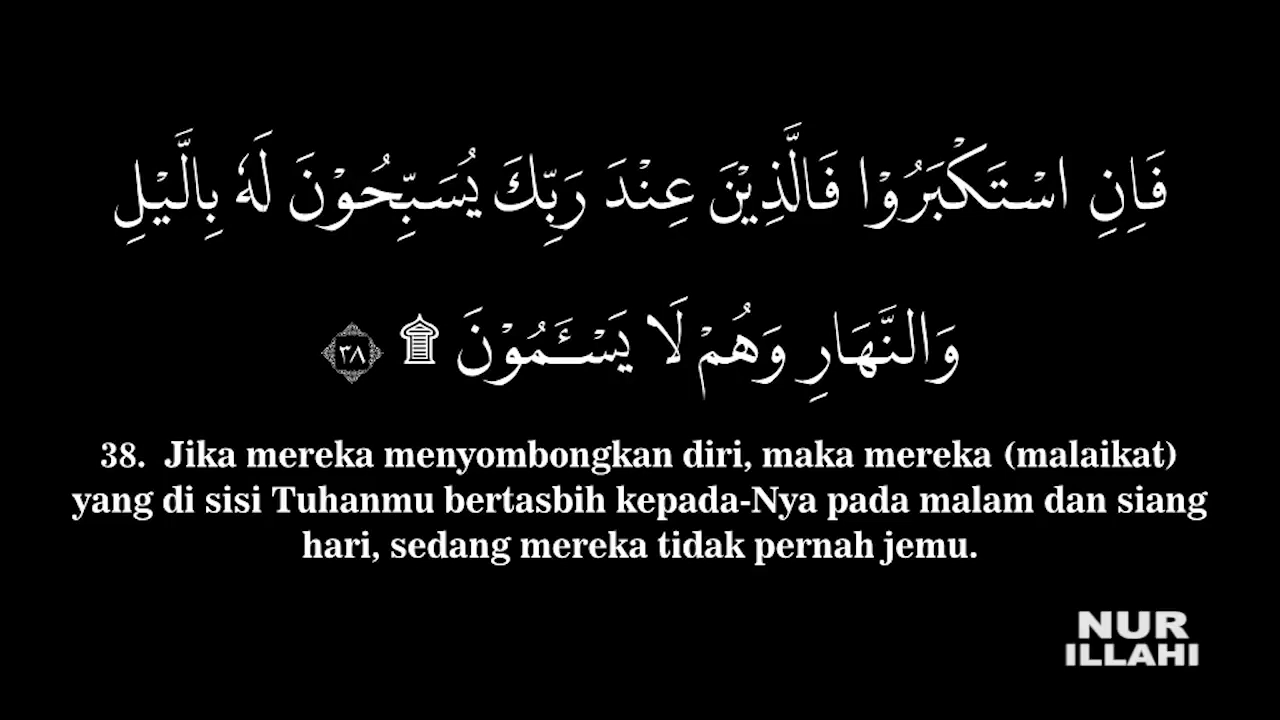 فَاِنِ اسْتَكْبَرُوْا فَالَّذِيْنَ عِنْدَ رَبِّكَ يُسَبِّحُوْنَ لَهٗ بِالَّيْلِ
وَالنَّهَارِ وَهُمْ لَا يَسْـَٔمُوْنَ ۩ ٣٨
38. Jika mereka menyombongkan diri, maka mereka (malaikat)
yang di sisi Tuhanmu bertasbih kepada-Nya pada malam dan siang
hari, sedang mereka tidak pernah jemu.
NUR
ILLAHI